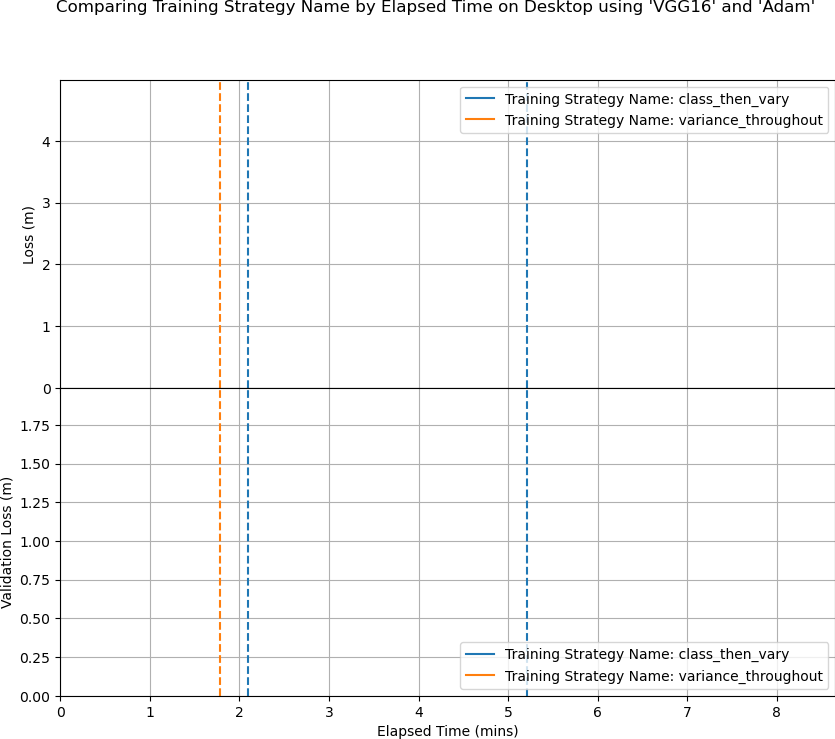 Comparing Training Strategy Name by Elapsed Time on Desktop using 'VGG16' and 'Adam'
Training Strategy Name: class_then_vary
Training Strategy Name: variance_throughout
4
3
2
1
0
Loss (m)
1.75
1.50
1.25
1.00
0.75
0.50
0.25
0.00
Validation Loss (m)
Training Strategy Name: class_then_vary
Training Strategy Name: variance_throughout
0 1 2 3 4 5 6 7 8
Elapsed Time (mins)